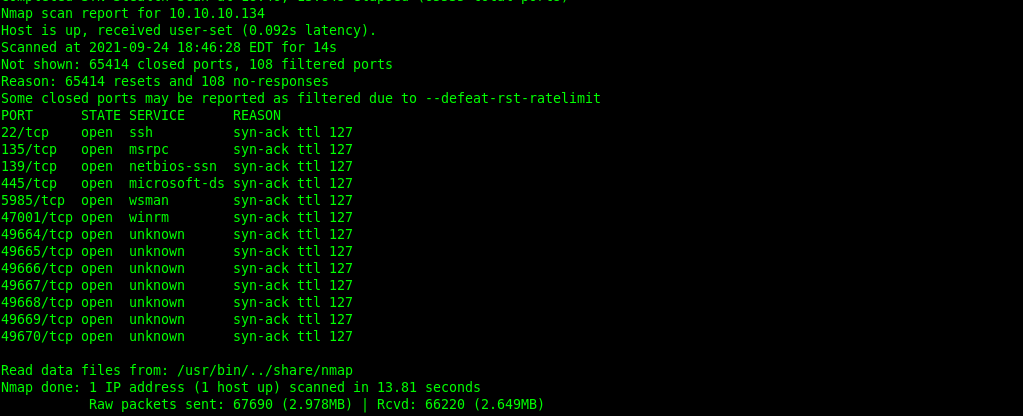 Nmap scan report for 10.10.10.134
Host is up, received user-set (0.092s latency).
Scanned at 2021-09-24 18:46:28 EDT for 14s
Not shown: 65414 closed ports, 108 filtered ports
Reason: 65414 resets and 108 no-responses
Some closed ports may be reported as filtered due to --defeat-rst-ratelimit
PORT      STATE SERVICE      REASON
22/tcp    open  ssh          syn-ack ttl 127
135/tcp   open  msrpc        syn-ack ttl 127
139/tcp   open  netbios-ssn  syn-ack ttl 127
445/tcp   open  microsoft-ds syn-ack ttl 127
5985/tcp  open  wsman        syn-ack ttl 127
47001/tcp open  winrm        syn-ack ttl 127
49664/tcp open  unknown      syn-ack ttl 127
49665/tcp open  unknown      syn-ack ttl 127
49666/tcp open  unknown      syn-ack ttl 127
49667/tcp open  unknown      syn-ack ttl 127
49668/tcp open  unknown      syn-ack ttl 127
49669/tcp open  unknown      syn-ack ttl 127
49670/tcp open  unknown      syn-ack ttl 127
Read data files from: /usr/bin/../share/nmap
Nmap done: 1 IP address (1 host up) scanned in 13.81 seconds
           Raw packets sent: 67690 (2.978MB) | Rcvd: 66220 (2.649MB)